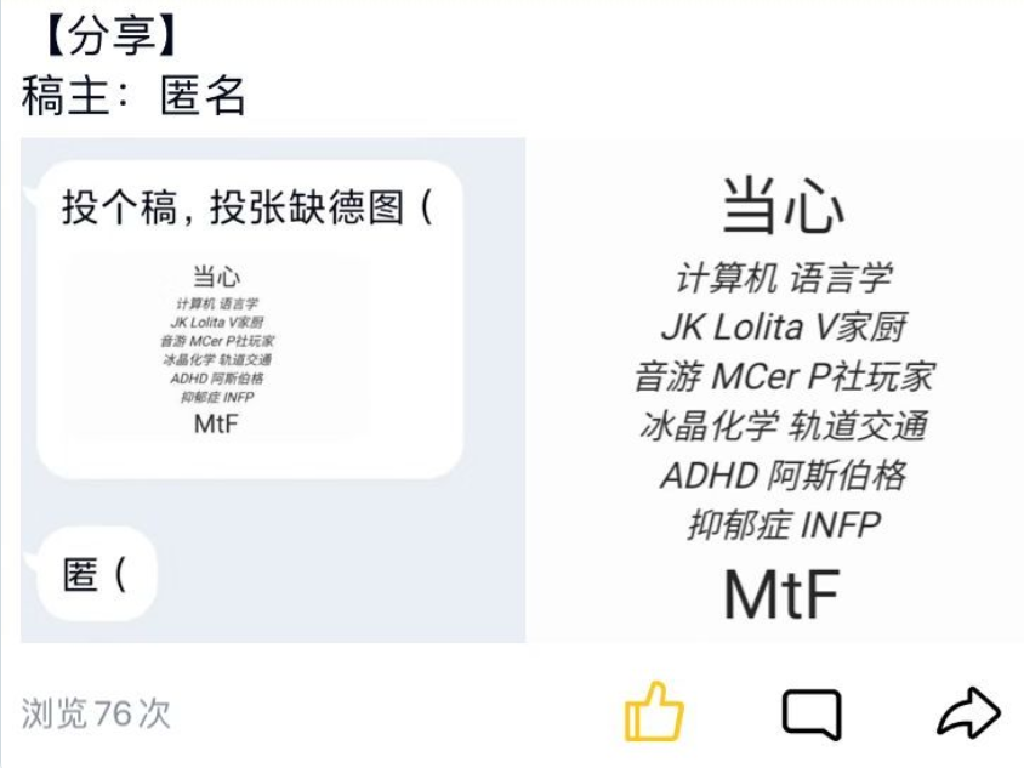 【分享】
稿主：匿名
投个稿，投张缺德图（
当心
计算机 语言学
JK Lolita V家厨
音游 MCer P社玩家
冰晶化学 轨道交通
ADHD 阿斯伯格
抑郁症 INFP
MtF
匿（
当心
计算机 语言学
JK Lolita V家厨
音游 MCer P社玩家
冰晶化学 轨道交通
ADHD 阿斯伯格
抑郁症 INFP
MtF
浏览76次